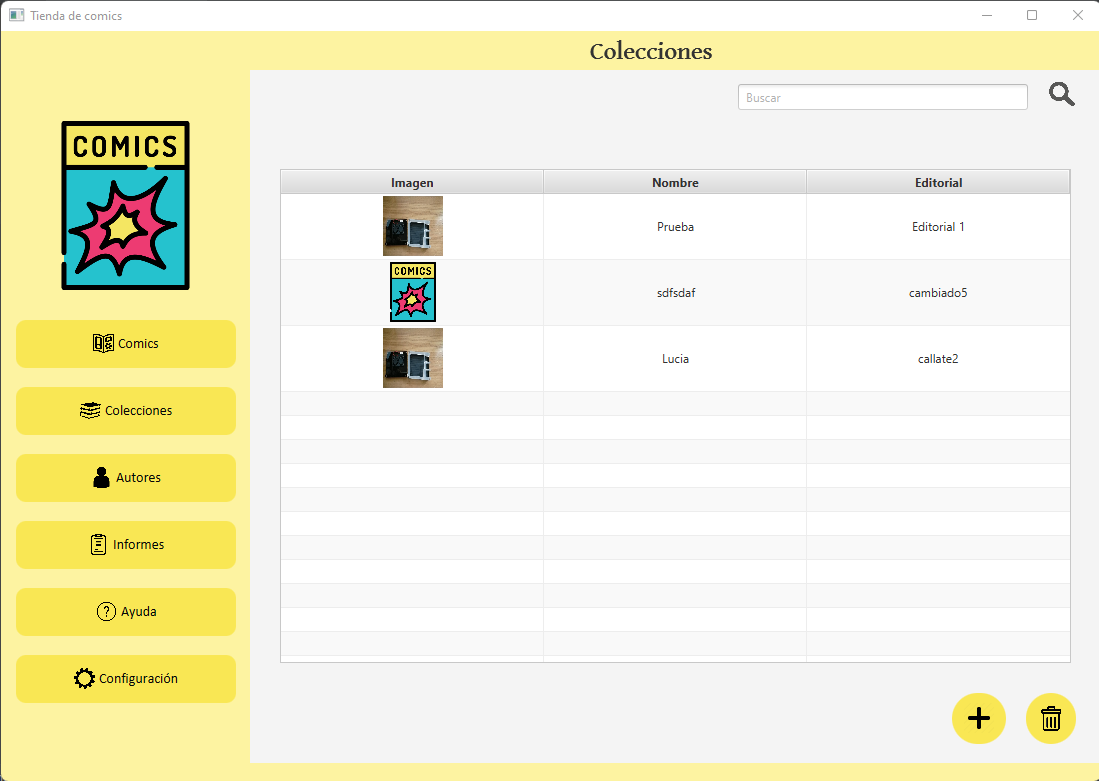 Tienda de comics
Colecciones
COMICS
Buscar
Comics
Colecciones
Autores
Informes
Ayuda
Configuración
Imagen Nombre Editorial
Prueba Editorial 1
COMICS sdfsdaf cambiado5
Lucia callate2